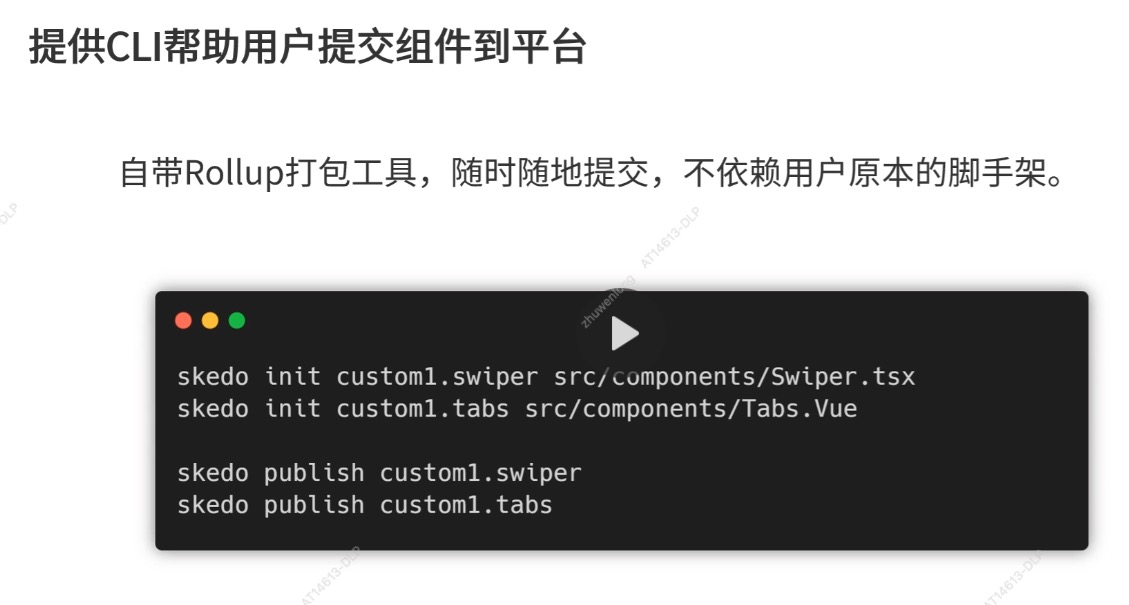 提供CLI帮助用户提交组件到平台
自带Rollup打包工具，随时随地提交，不依赖用户原本的脚手架。
-DLP
AT14613-DLP
skedo init custom1.swiper src/components/Swiper.tsx
skedo init custom1.tabs src/components/Tabs.Vue
skedo publish custom1.swiper
skedo publish custom1.tabs
AT14613-DLP
AT14613-DLP